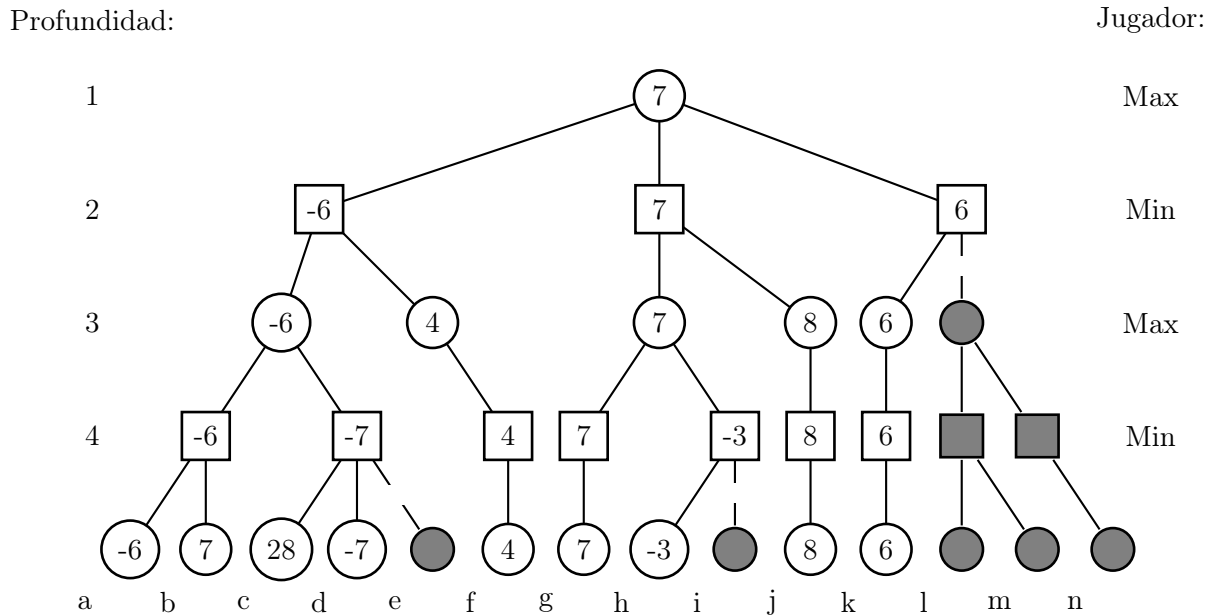 Profundidad: Jugador:
1 7 Max
2 -6 7 6 Min
3 -6 4 7 8 6 Max
4 -6 -7 4 7 -3 8 6 Min
-6 7 28 -7 4 7 -3 8 6
a b c d e f g h i j k l m n